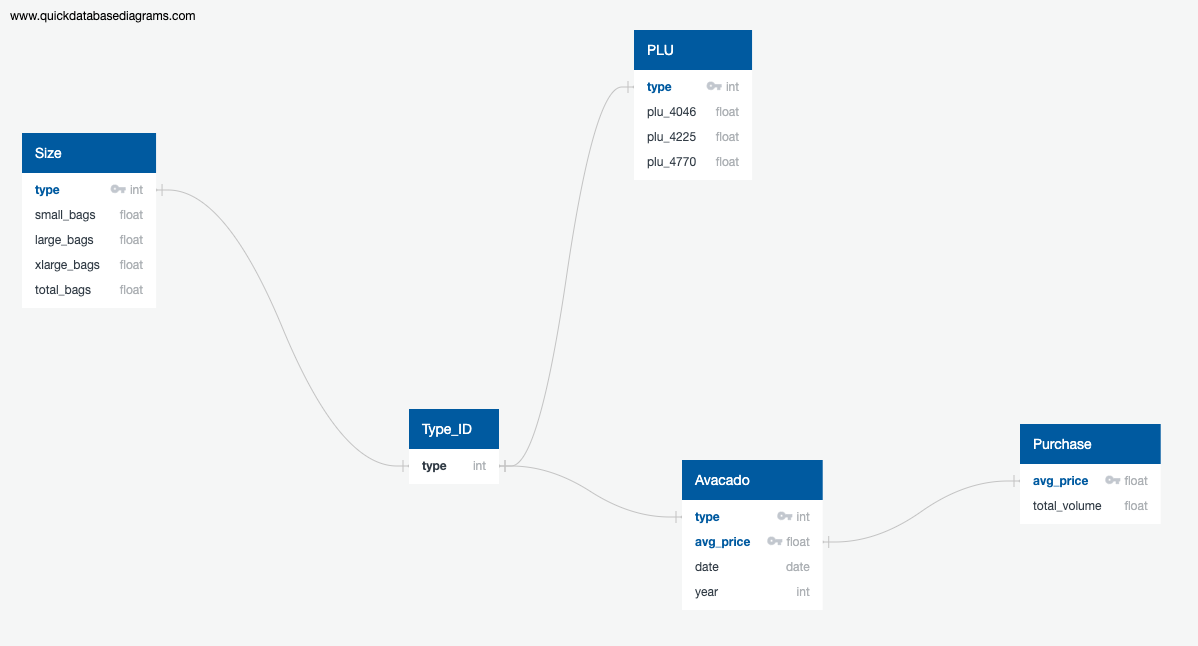 www.quickdatabasediagrams.com
PLU
type int
plu_4046 float
plu_4225 float
plu_4770 float
Size
type int
small_bags float
large_bags float
xlarge_bags float
total_bags float
Type_ID
type int
Avacado
type int
avg_price float
date date
year int
Purchase
avg_price float
total_volume float